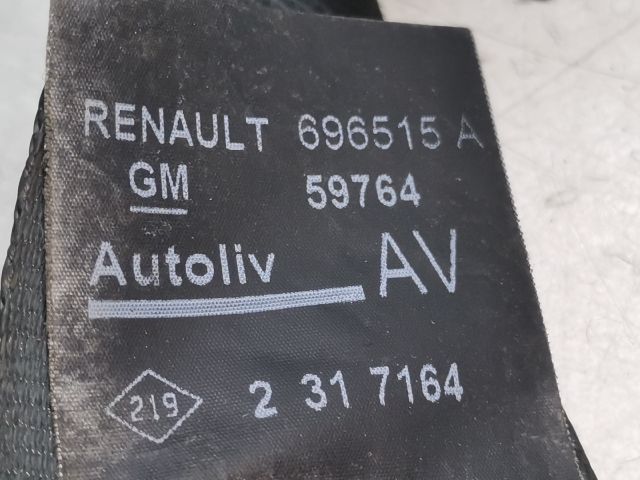 RENAULT 696515 A
GM 59764
Autoliv AV
219 2 31 7164